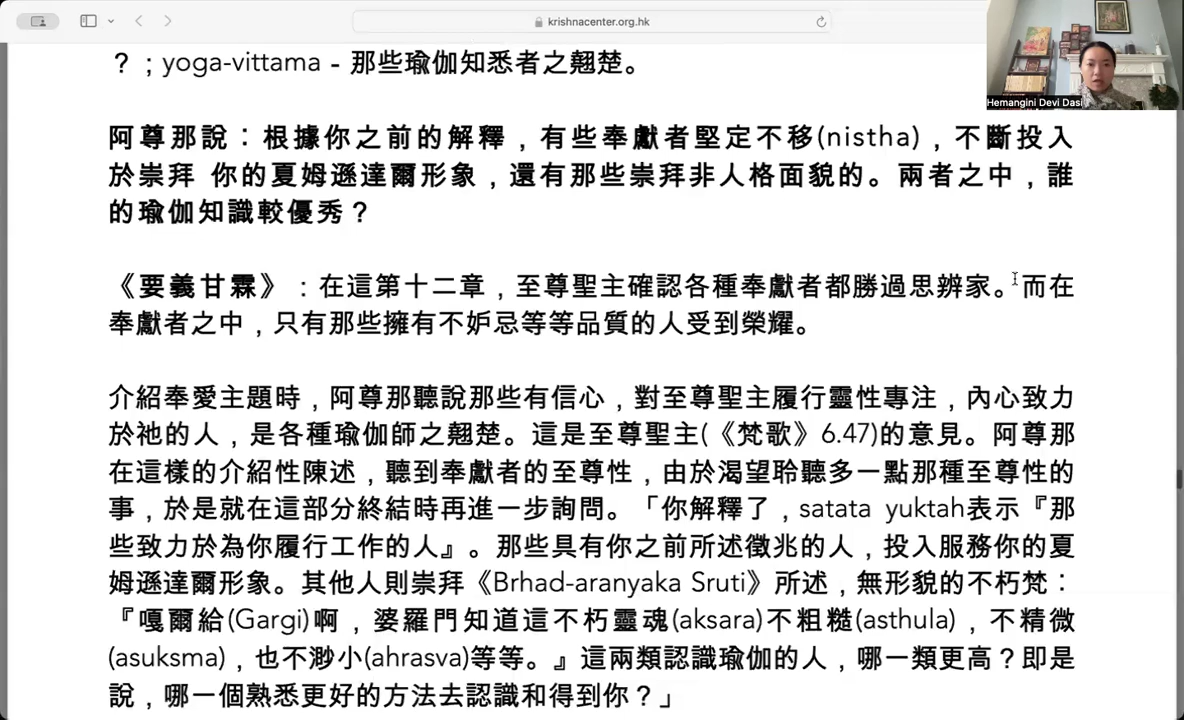 krishnacenter.org.hk
Hemangini Devi Dasi
？；yoga-vittama - 那些瑜伽知悉者之翹楚。
阿尊那說：根據你之前的解釋，有些奉獻者堅定不移(nistha)，不斷投入
於崇拜 你的夏姆遜達爾形象，還有那些崇拜非人格面貌的。兩者之中，誰
的瑜伽知識較優秀？
《要義甘霖》：在這第十二章，至尊聖主確認各種奉獻者都勝過思辨家。而在
奉獻者之中，只有那些擁有不妒忌等等品質的人受到榮耀。
介紹奉愛主題時，阿尊那聽說那些有信心，對至尊聖主履行靈性專注，內心致力
於祂的人，是各種瑜伽師之翹楚。這是至尊聖主(《梵歌》6.47)的意見。阿尊那
在這樣的介紹性陳述，聽到奉獻者的至尊性，由於渴望聆聽多一點那種至尊性的
事，於是就在這部分終結時再進一步詢問。「你解釋了，satata yuktah表示『那
些致力於為你履行工作的人』。那些具有你之前所述徵兆的人，投入服務你的夏
姆遜達爾形象。其他人則崇拜《Brhad-aranyaka Sruti》所述，無形貌的不朽梵：
『嘎爾給(Gargi)啊，婆羅門知道這不朽靈魂(aksara)不粗糙(asthula)，不精微
(asuksma)，也不渺小(ahrasva)等等。』這兩類認識瑜伽的人，哪一類更高？即是
說，哪一個熟悉更好的方法去認識和得到你？」